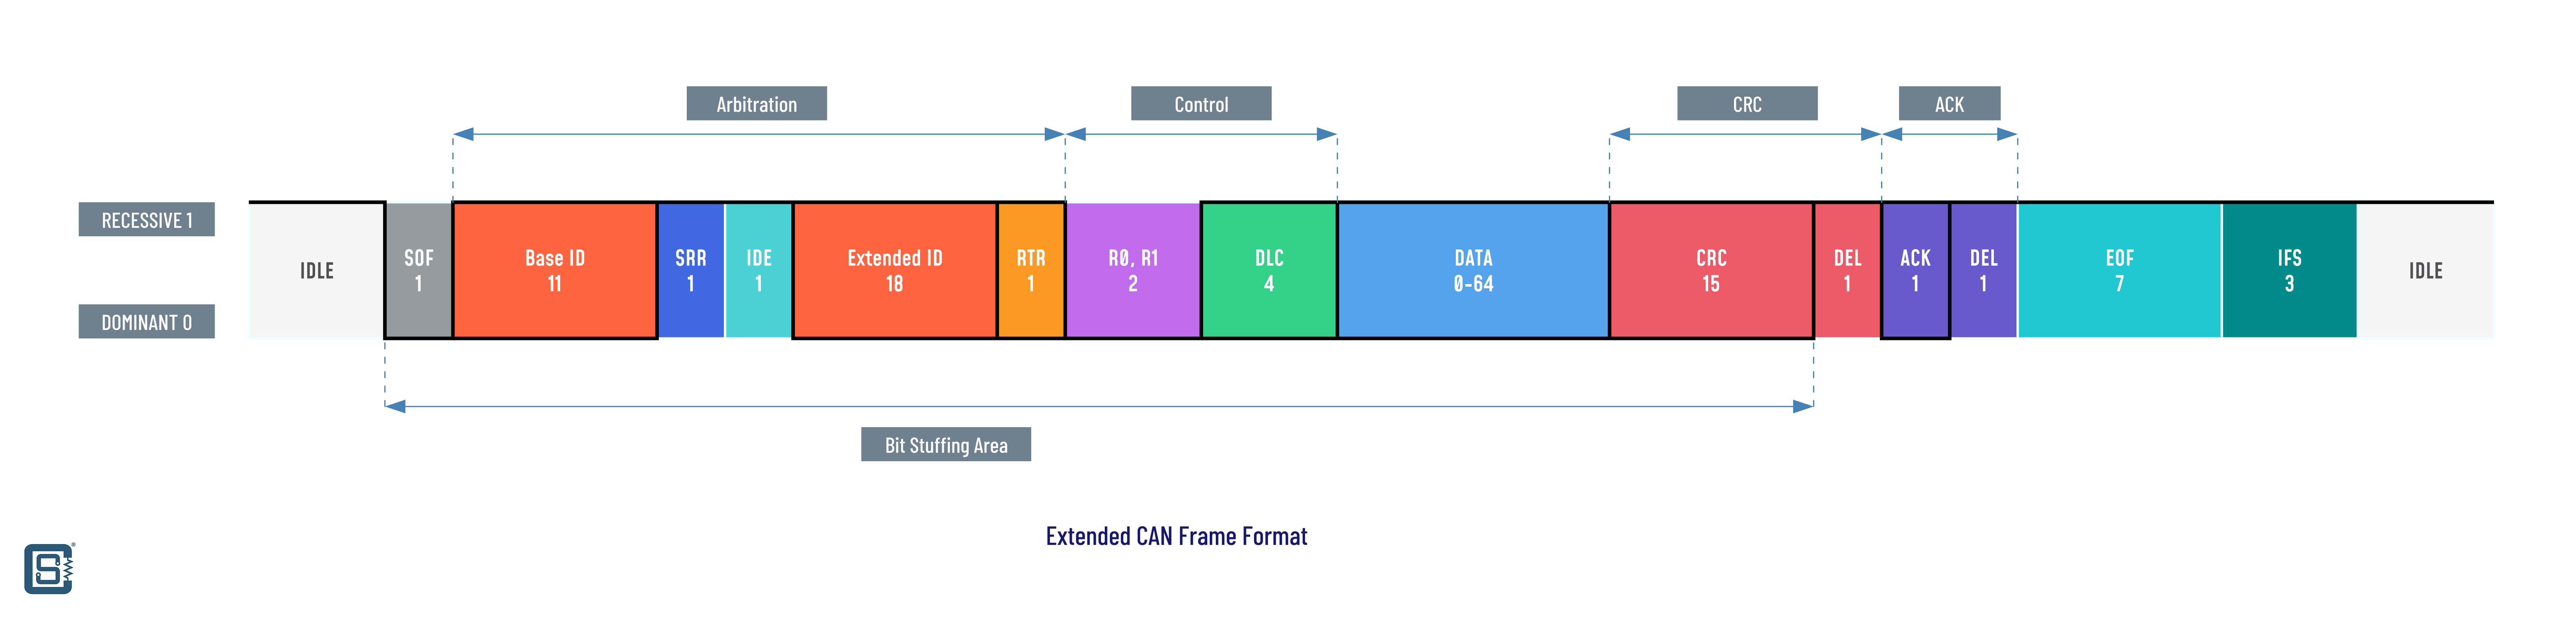 Arbitration
Control
CRC
ACK
RECESSIVE 1
DOMINANT 0
IDLE
SOF
1
Base ID
11
SRR
1
IDE
1
Extended ID
18
RTR
1
R0, R1
2
DLC
4
DATA
0-64
CRC
15
DEL
1
ACK
1
DEL
1
EOF
7
IFS
3
IDLE
Bit Stuffing Area
Extended CAN Frame Format
CS
®